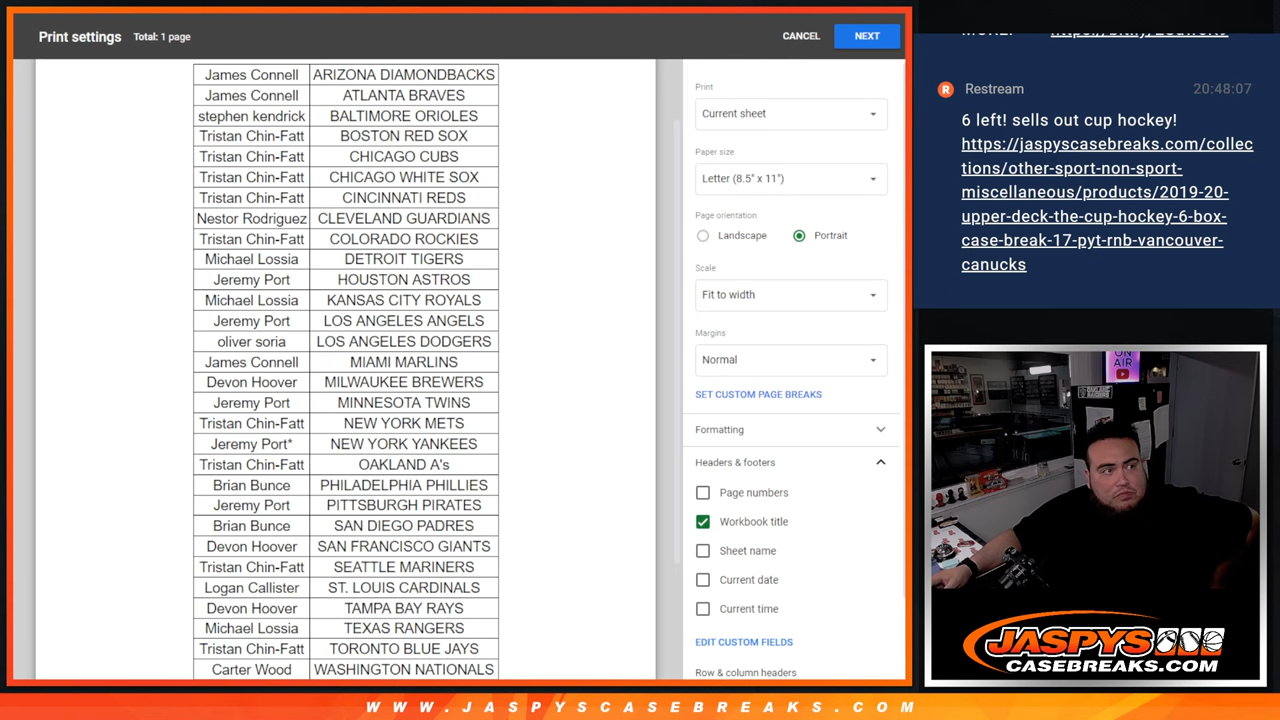 Print settings Total: 1 page CANCEL NEXT
James Connell ARIZONA DIAMONDBACKS
James Connell ATLANTA BRAVES
stephen kendrick BALTIMORE ORIOLES
Tristan Chin-Fatt BOSTON RED SOX
Tristan Chin-Fatt CHICAGO CUBS
Tristan Chin-Fatt CHICAGO WHITE SOX
Tristan Chin-Fatt CINCINNATI REDS
Nestor Rodriguez CLEVELAND GUARDIANS
Tristan Chin-Fatt COLORADO ROCKIES
Michael Lossia DETROIT TIGERS
Jeremy Port HOUSTON ASTROS
Michael Lossia KANSAS CITY ROYALS
Jeremy Port LOS ANGELES ANGELS
oliver soria LOS ANGELES DODGERS
James Connell MIAMI MARLINS
Devon Hoover MILWAUKEE BREWERS
Jeremy Port MINNESOTA TWINS
Tristan Chin-Fatt NEW YORK METS
Jeremy Port* NEW YORK YANKEES
Tristan Chin-Fatt OAKLAND A's
Brian Bunce PHILADELPHIA PHILLIES
Jeremy Port PITTSBURGH PIRATES
Brian Bunce SAN DIEGO PADRES
Devon Hoover SAN FRANCISCO GIANTS
Tristan Chin-Fatt SEATTLE MARINERS
Logan Callister ST. LOUIS CARDINALS
Devon Hoover TAMPA BAY RAYS
Michael Lossia TEXAS RANGERS
Tristan Chin-Fatt TORONTO BLUE JAYS
Carter Wood WASHINGTON NATIONALS
Print
Current sheet
Paper size
Letter (8.5" x 11")
Page orientation
Landscape Portrait
Scale
Fit to width
Margins
Normal
SET CUSTOM PAGE BREAKS
Formatting
Headers & footers
Page numbers
Workbook title
Sheet name
Current date
Current time
EDIT CUSTOM FIELDS
Row & column headers
Restream 20:48:07
6 left! sells out cup hockey!
https://jaspyscasebreaks.com/collec
tions/other-sport-non-sport-
miscellaneous/products/2019-20-
upper-deck-the-cup-hockey-6-box-
case-break-17-pyt-rnb-vancouver-
canucks
ON
AIR
JASPYS
CASEBREAKS.COM
WWW.JASPYSCASEBREAKS.COM